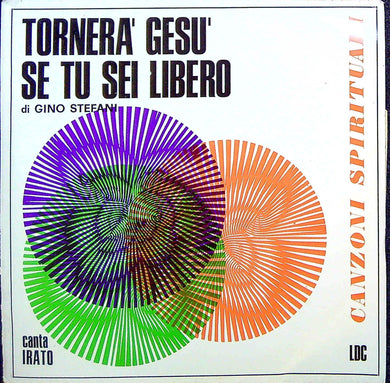 TORNERA' GESU'
SE TU SEI LIBERO
di GINO STEFANI
CANZONI SPIRITUALI
canta
IRATO
LDC